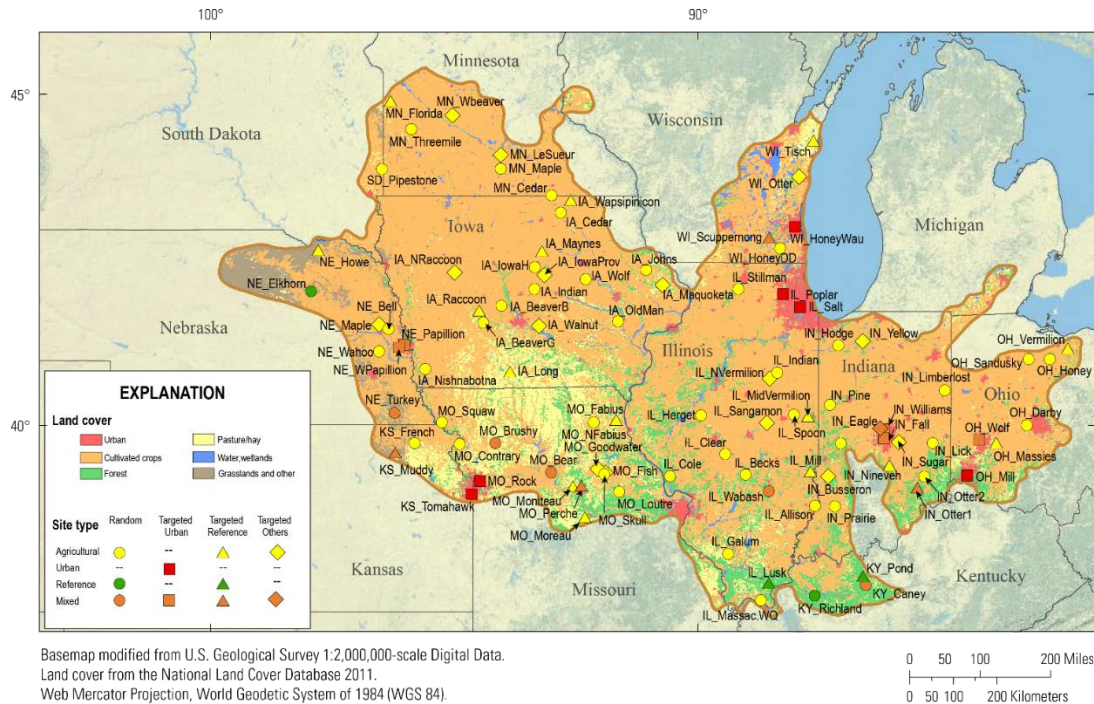 100°
90°
Minnesota
45°
MN_Wbeaver
MN_Florida
South Dakota
Wisconsin
MN_Threemile
WI_Tisch
MN_LeSueur
MN_Maple
WI_Otter
SD_Pipestone
Michigan
MN_Cedar
IA_Wapsipinicon
IA_Cedar
Iowa
WI_Scuppernong
WI_HoneyWau
IA_Maynes
NE_Howe
IA_NRaccoon
IA_IowaH
IA_IowaProv
IA_Johns
WI_HoneyOD
IA_Wolf
IL_Stillman
NE_Elkhorn
IA_Indian
IA_Maquoketa
IL_Poplar
IA_Raccoon
IA_BeaverB
IL_Salt
NE_Bell
IA_OldMan
Nebraska
NE_Maple
NE_Papillion
IA_Walnut
IN_Hodge
IN_Yellow
OH_Vermilion
NE_Wahoo
IA_BeaverG
Illinois
OH_Sandusky
NE_WPapillion
IL_Indian
Indiana
OH_Honey
IA_Nishnabotna
IA_Long
IL_NVermilion
IN_Limberlost
IL_MidVermilion
Ohio
NE_Turkey
MO_Squaw
MO_Fabius
IL_Herget
IL_Sangamon
IN_Pine
IN_Williams
IN_Eagle
OH_Darby
40°
KS_French
MO_Brushy
MO_NFabius
IN_Fall
OH_Wolf
MO_Goodwater
IL_Clear
IL_Spoon
MO_Contrary
MO_Bear
MO_Fish
IL_Cole
IL_Becks
IL_Mill
IN_Lick
OH_Massies
KS_Muddy
IN_Nineveh
IN_Sugar
OH_Mill
MO_Rock
MO_Moniteau
IL_Wabash
IN_Busseron
IN_Otter2
KS_Tomahawk
MO_Perche
MO_Loutre
IL_Allison
IN_Prairie
IN_Otter1
MO_Moreau
MO_Skull
IL_Galum
Kansas
KY_Pond
IL_Lusk
Missouri
Kentucky
KY_Caney
KY_Richland
IL_Massac.WQ
EXPLANATION
Land cover
Urban
Pasture/hay
Cultivated crops
Water,wetlands
Forest
Grasslands and other
Site type
Random
Targeted Urban
Targeted Reference
Targeted Others
Agricultural
--
Urban
--
--
--
Reference
--
--
Mixed
Basemap modified from U.S. Geological Survey 1:2,000,000-scale Digital Data.
Land cover from the National Land Cover Database 2011.
Web Mercator Projection, World Geodetic System of 1984 (WGS 84).
0 50 100 200 Miles
0 50 100 200 Kilometers